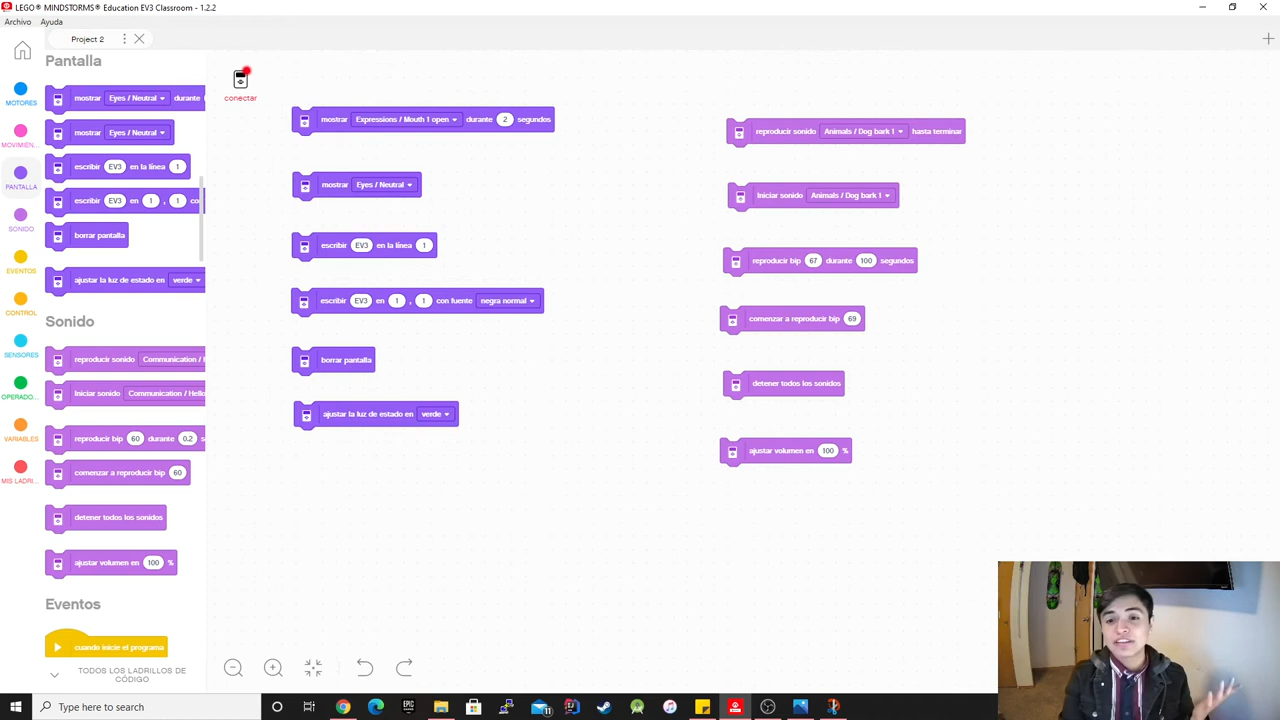 LEGO® MINDSTORMS® Education EV3 Classroom - 1.2.2
Archivo Ayuda
Project 2
Pantalla
mostrar Eyes / Neutral durante
mostrar Eyes / Neutral
escribir EV3 en la línea 1
escribir EV3 en 1 , 1 co
borrar pantalla
ajustar la luz de estado en verde
Sonido
reproducir sonido Communication / H
Iniciar sonido Communication / Hello
reproducir bip 60 durante 0.2 s
comenzar a reproducir bip 60
detener todos los sonidos
ajustar volumen en 100 %
Eventos
cuando inicie el programa
TODOS LOS LADRILLOS DE
CÓDIGO
MOTORES
MOVIMIEN...
PANTALLA
SONIDO
EVENTOS
CONTROL
SENSORES
OPERADO...
VARIABLES
MIS LADRI...
conectar
mostrar Expressions / Mouth 1 open durante 2 segundos
mostrar Eyes / Neutral
escribir EV3 en la línea 1
escribir EV3 en 1 , 1 con fuente negra normal
borrar pantalla
ajustar la luz de estado en verde
reproducir sonido Animals / Dog bark 1 hasta terminar
Iniciar sonido Animals / Dog bark 1
reproducir bip 67 durante 100 segundos
comenzar a reproducir bip 69
detener todos los sonidos
ajustar volumen en 100 %
Type here to search
EPIC
11